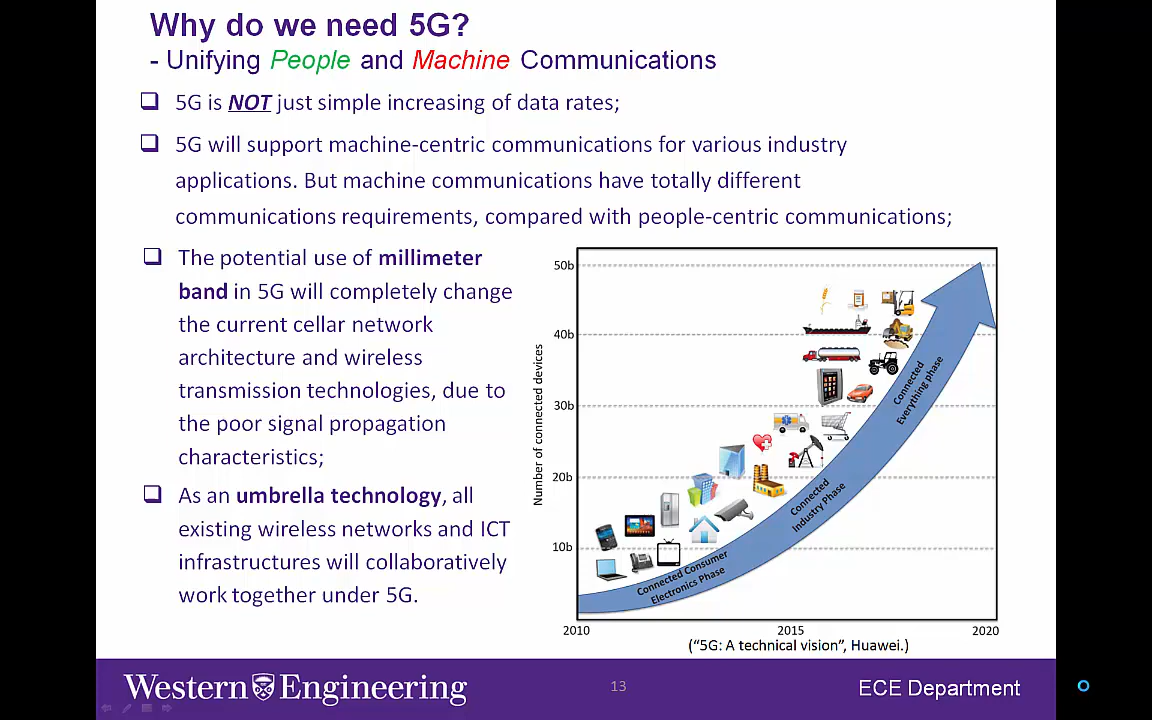 Why do we need 5G?
- Unifying People and Machine Communications
5G is NOT just simple increasing of data rates;
5G will support machine-centric communications for various industry
applications. But machine communications have totally different
communications requirements, compared with people-centric communications;
The potential use of millimeter
band in 5G will completely change
the current cellar network
architecture and wireless
transmission technologies, due to
the poor signal propagation
characteristics;
As an umbrella technology, all
existing wireless networks and ICT
infrastructures will collaboratively
work together under 5G.
Number of connected devices
50b
40b
30b
20b
10b
Connected
Everything phase
Connected
Industry Phase
Connected Consumer
Electronics Phase
2010
2015
2020
("5G: A technical vision", Huawei.)
Western Engineering
13
ECE Department